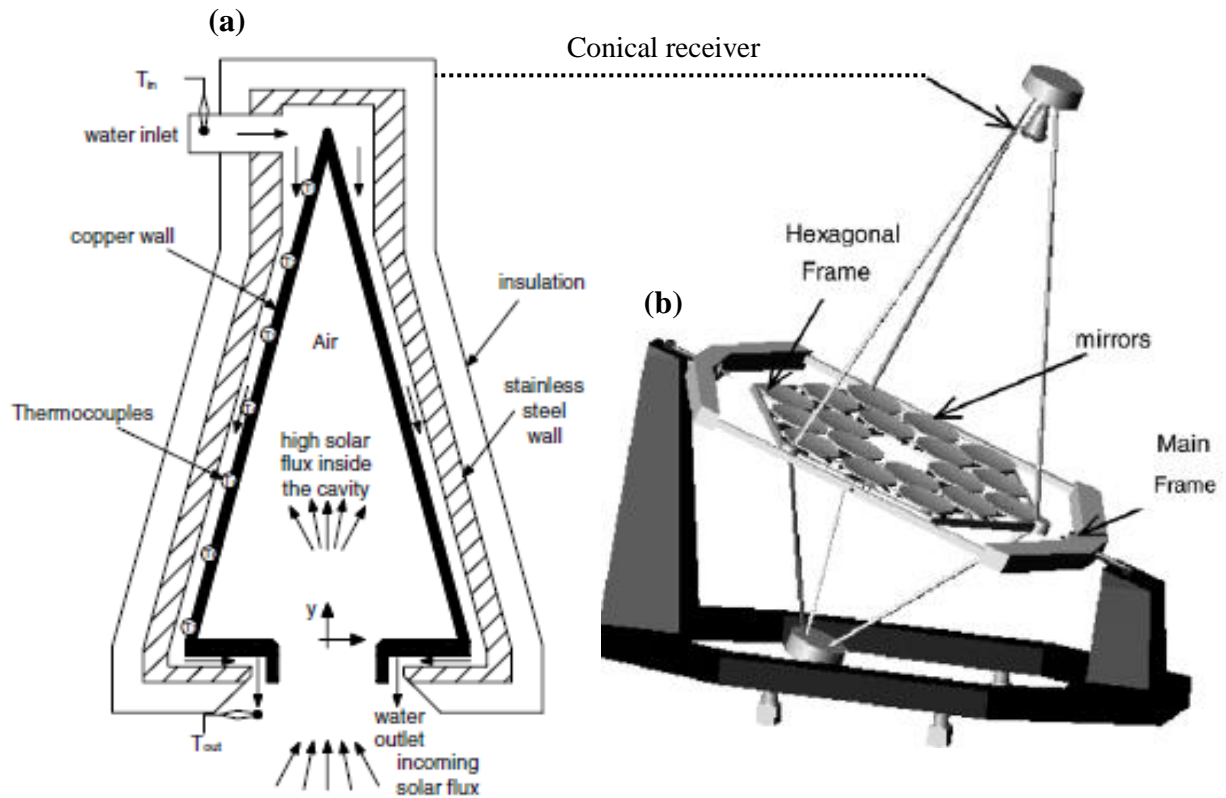 (a)
Conical receiver
Tin
water inlet
copper wall
Hexagonal
Frame
(b)
insulation
mirrors
Air
stainless
steel
wall
Thermocouples
high solar
flux inside
the cavity
Main
Frame
y
water
outlet
Tout
incoming
solar flux
T
T
T
T
T
T
T